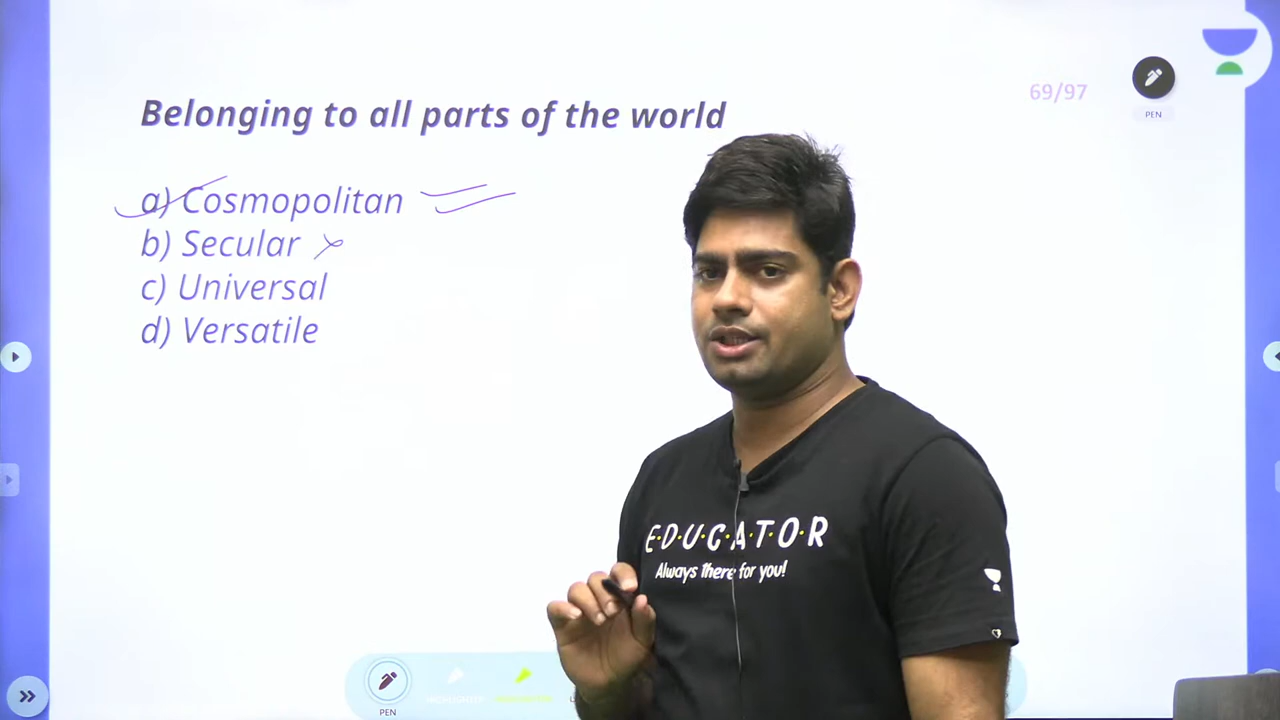 Belonging to all parts of the world
69/97
PEN
a) Cosmopolitan
b) Secular
c) Universal
d) Versatile
E·D·U·C·A·T·O·R
Always There for you!
PEN